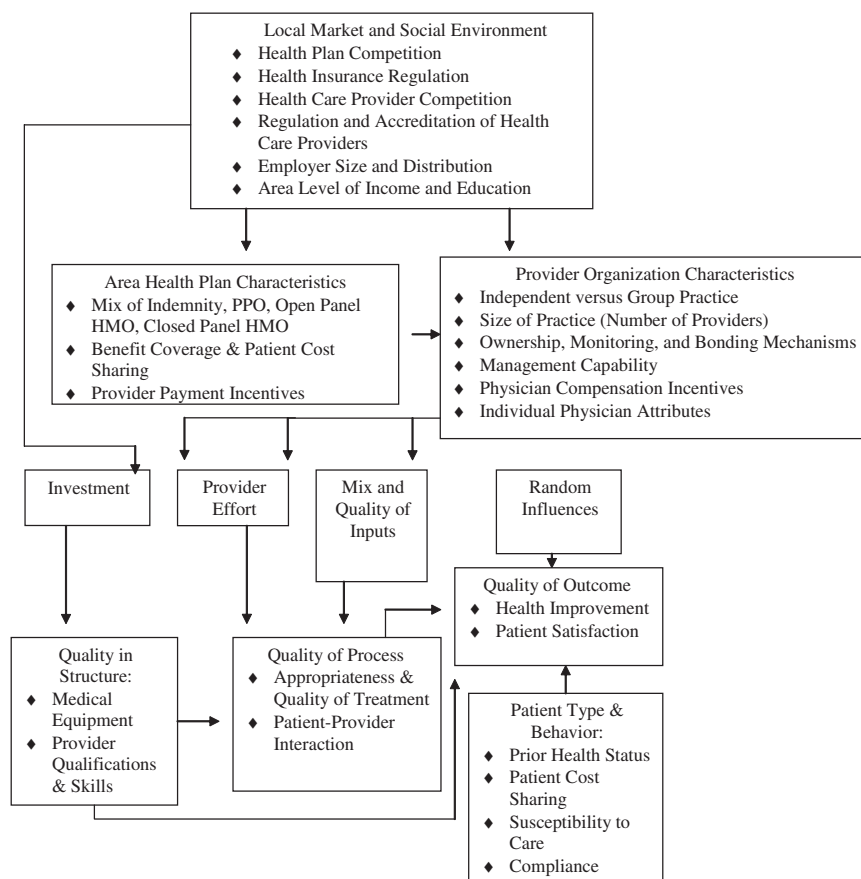 Local Market and Social Environment
♦ Health Plan Competition
♦ Health Insurance Regulation
♦ Health Care Provider Competition
♦ Regulation and Accreditation of Health
Care Providers
♦ Employer Size and Distribution
♦ Area Level of Income and Education
Area Health Plan Characteristics
♦ Mix of Indemnity, PPO, Open Panel
HMO, Closed Panel HMO
♦ Benefit Coverage & Patient Cost
Sharing
♦ Provider Payment Incentives
Provider Organization Characteristics
♦ Independent versus Group Practice
♦ Size of Practice (Number of Providers)
♦ Ownership, Monitoring, and Bonding Mechanisms
♦ Management Capability
♦ Physician Compensation Incentives
♦ Individual Physician Attributes
Investment
Provider
Effort
Mix and
Quality of
Inputs
Random
Influences
Quality of Outcome
♦ Health Improvement
♦ Patient Satisfaction
Quality in
Structure:
♦ Medical
Equipment
♦ Provider
Qualifications
& Skills
Quality of Process
♦ Appropriateness &
Quality of Treatment
♦ Patient-Provider
Interaction
Patient Type &
Behavior:
♦ Prior Health Status
♦ Patient Cost
Sharing
♦ Susceptibility to
Care
♦ Compliance